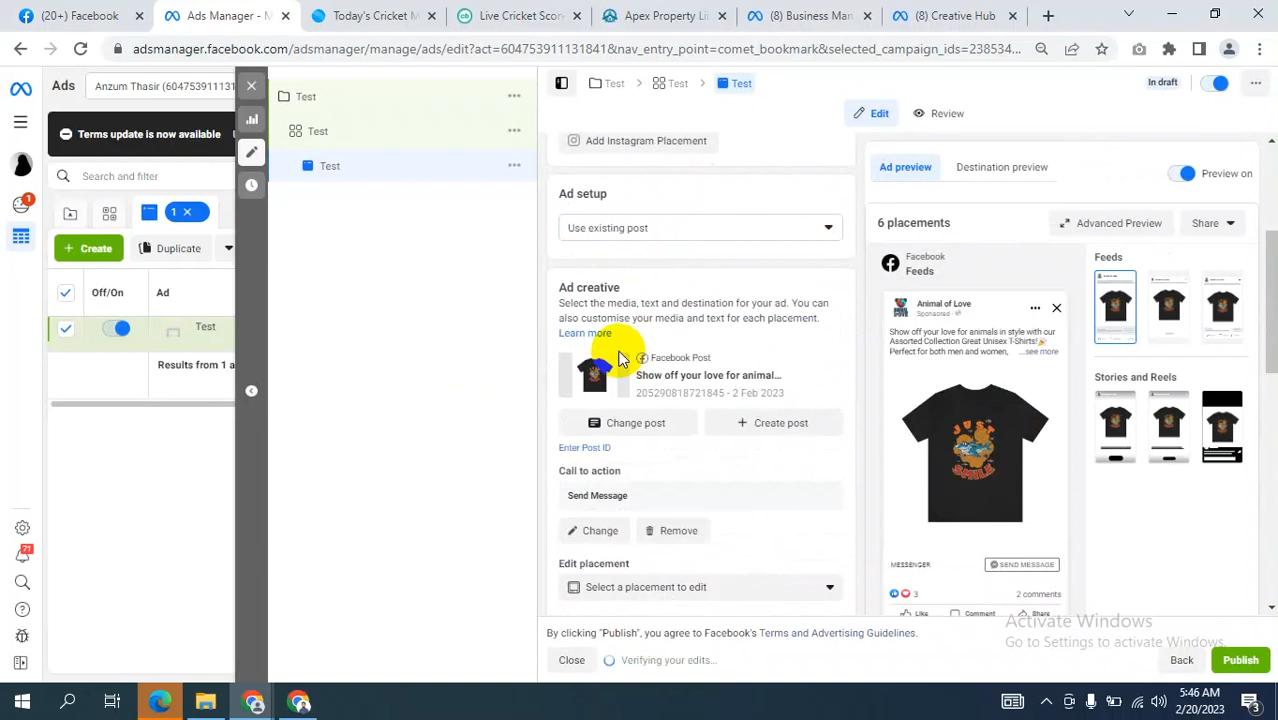 (20+) Facebook
Ads Manager - M
Today's Cricket M
Live Cricket Scor
Apex Property Li
(8) Business Man
(8) Creative Hub
adsmanager.facebook.com/adsmanager/manage/ads/edit?act=604753911131841&nav_entry_point=comet_bookmark&selected_campaign_ids=238534...
Ads
Anzum Thasir (604753911131
Terms update is now available
Search and filter
1
1
Create
Duplicate
Off/On
Ad
Test
Results from 1 a
71
Test
Test
Test
Test
Test
Test
In draft
Edit
Review
Add Instagram Placement
Ad setup
Use existing post
Ad creative
Select the media, text and destination for your ad. You can
also customise your media and text for each placement.
Learn more
Facebook Post
Show off your love for animal...
205290818721845 - 2 Feb 2023
Change post
Create post
Enter Post ID
Call to action
Send Message
Change
Remove
Edit placement
Select a placement to edit
Ad preview
Destination preview
Preview on
6 placements
Advanced Preview
Share
Facebook
Feeds
Animal of Love
Sponsored
Show off your love for animals in style with our
Assorted Collection Great Unisex T-Shirts!
Perfect for both men and women, ...see more
JUST
SMILE
MESSENGER
SEND MESSAGE
3
2 comments
Like
Comment
Share
Feeds
Stories and Reels
By clicking "Publish", you agree to Facebook's Terms and Advertising Guidelines.
Close
Verifying your edits...
Back
Publish
Activate Windows
Go to Settings to activate Windows.
5:46 AM
2/20/2023
3